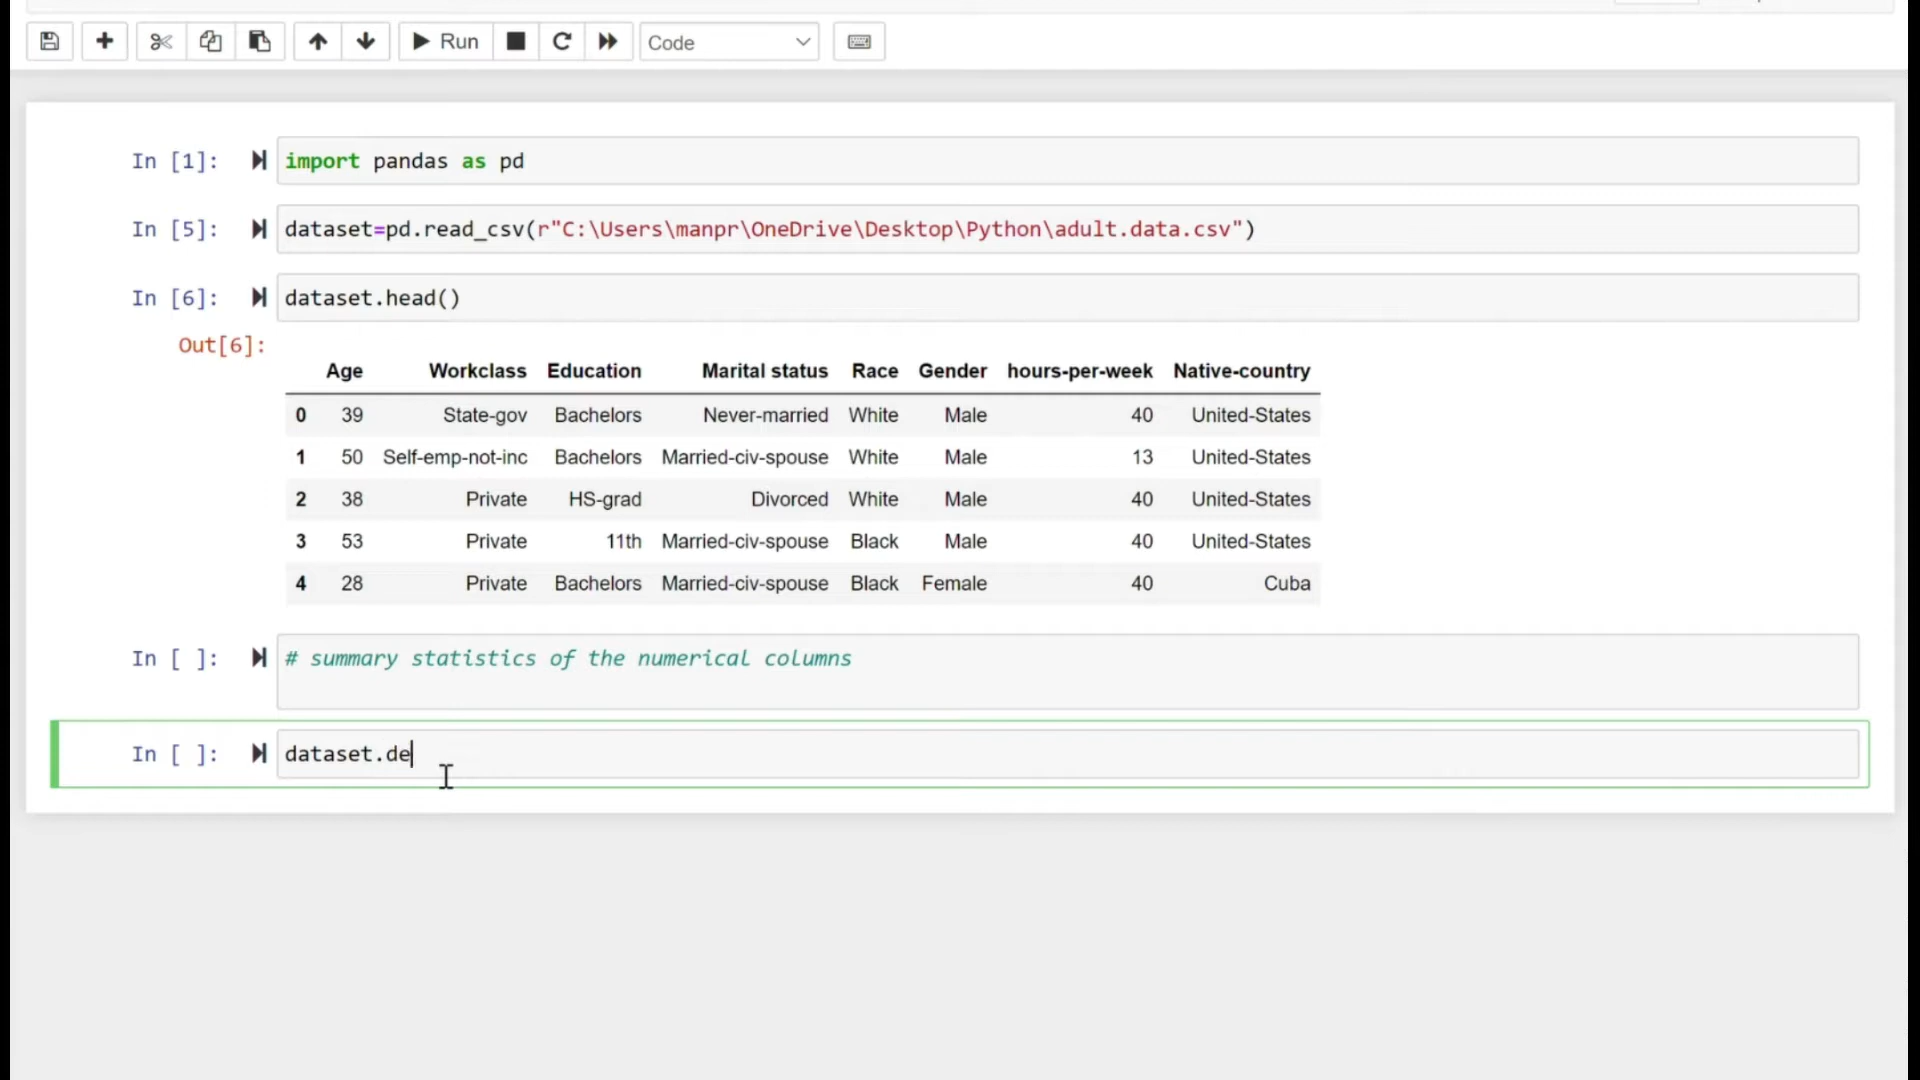 Run Code
In [1]: import pandas as pd
In [5]: dataset=pd.read_csv(r"C:\Users\manpr\OneDrive\Desktop\Python\adult.data.csv")
In [6]: dataset.head()
Out[6]:
Age Workclass Education Marital status Race Gender hours-per-week Native-country
0 39 State-gov Bachelors Never-married White Male 40 United-States
1 50 Self-emp-not-inc Bachelors Married-civ-spouse White Male 13 United-States
2 38 Private HS-grad Divorced White Male 40 United-States
3 53 Private 11th Married-civ-spouse Black Male 40 United-States
4 28 Private Bachelors Married-civ-spouse Black Female 40 Cuba
In [ ]: # summary statistics of the numerical columns
In [ ]: dataset.de